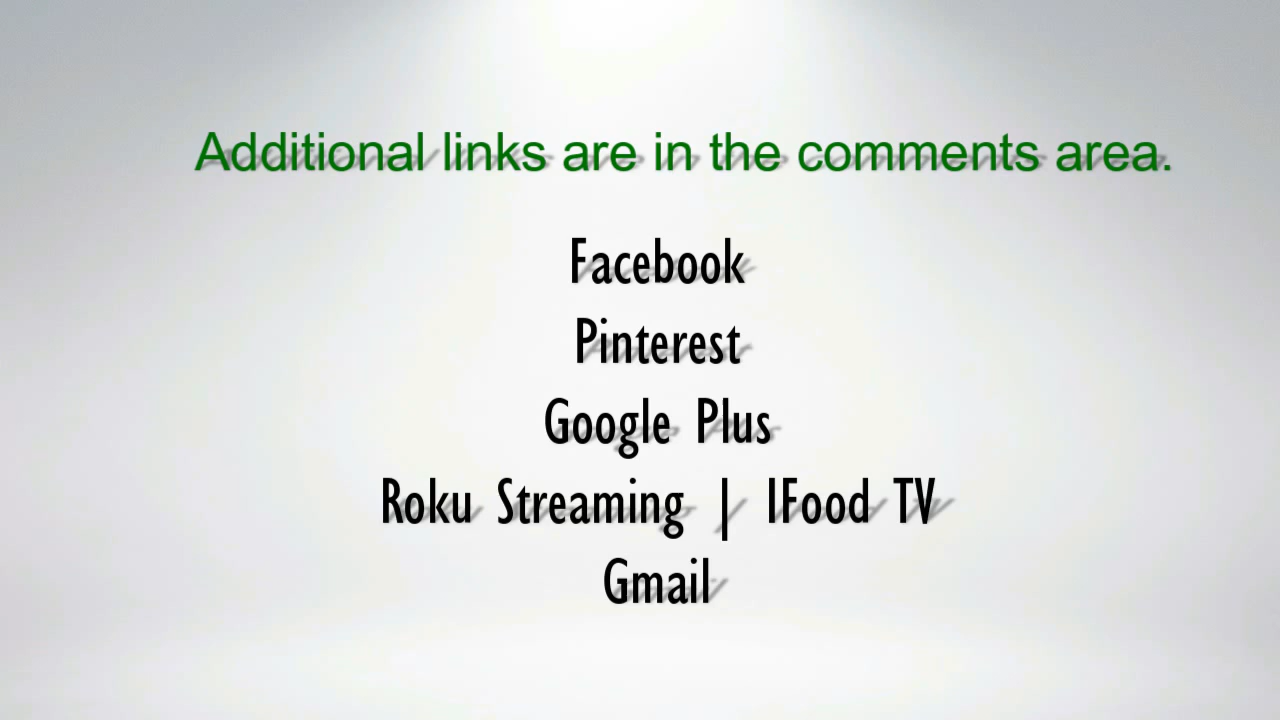 Additional links are in the comments area.
Facebook
Pinterest
Google Plus
Roku Streaming | IFood TV
Gmail